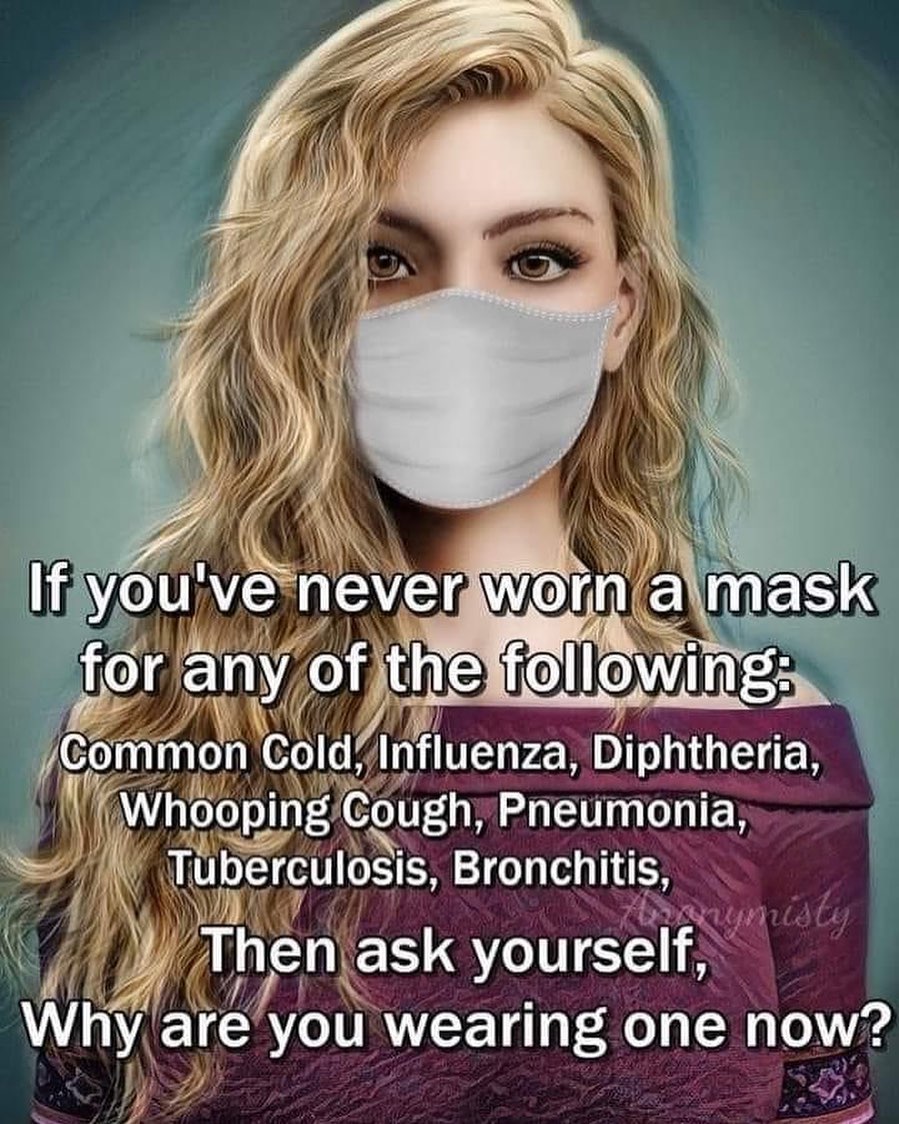 If you've never worn a mask
for any of the following:
Common Cold, Influenza, Diphtheria,
Whooping Cough, Pneumonia,
Tuberculosis, Bronchitis,
Anonymisty
Then ask yourself,
Why are you wearing one now?